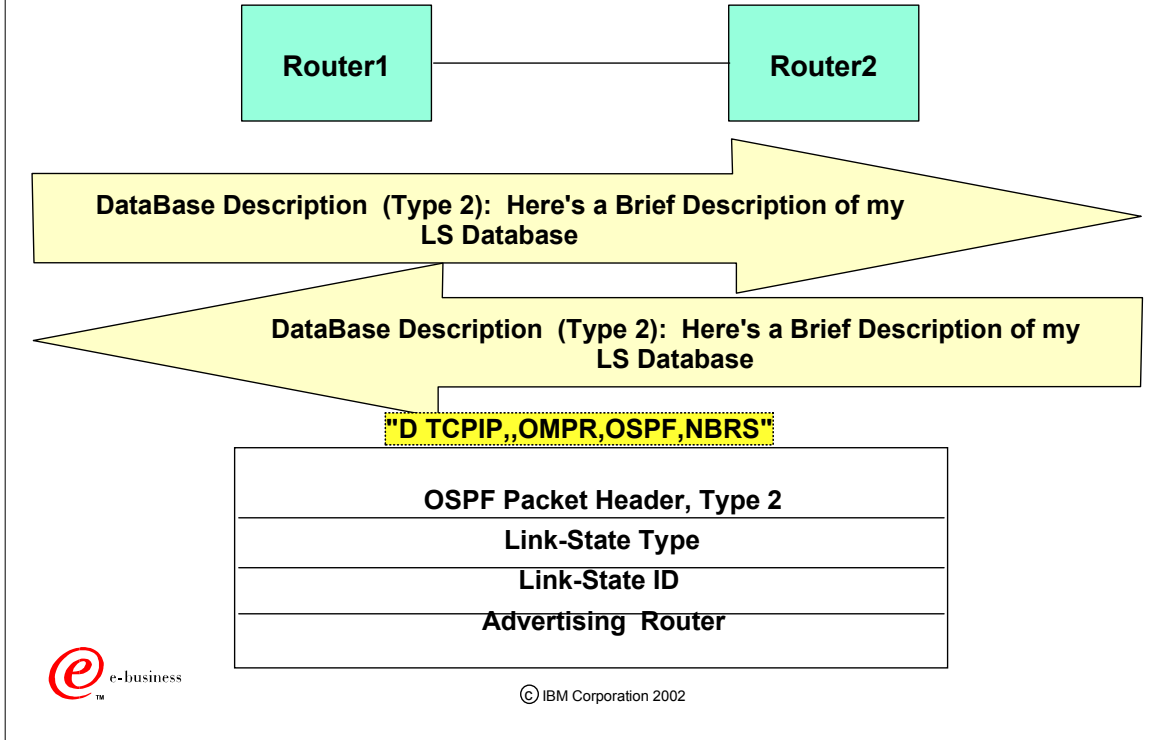 Router1
Router2
DataBase Description (Type 2): Here's a Brief Description of my
LS Database
DataBase Description (Type 2): Here's a Brief Description of my
LS Database
"D TCPIP,,OMPR,OSPF,NBRS"
OSPF Packet Header, Type 2
Link-State Type
Link-State ID
Advertising Router
e e-business
TM
© IBM Corporation 2002